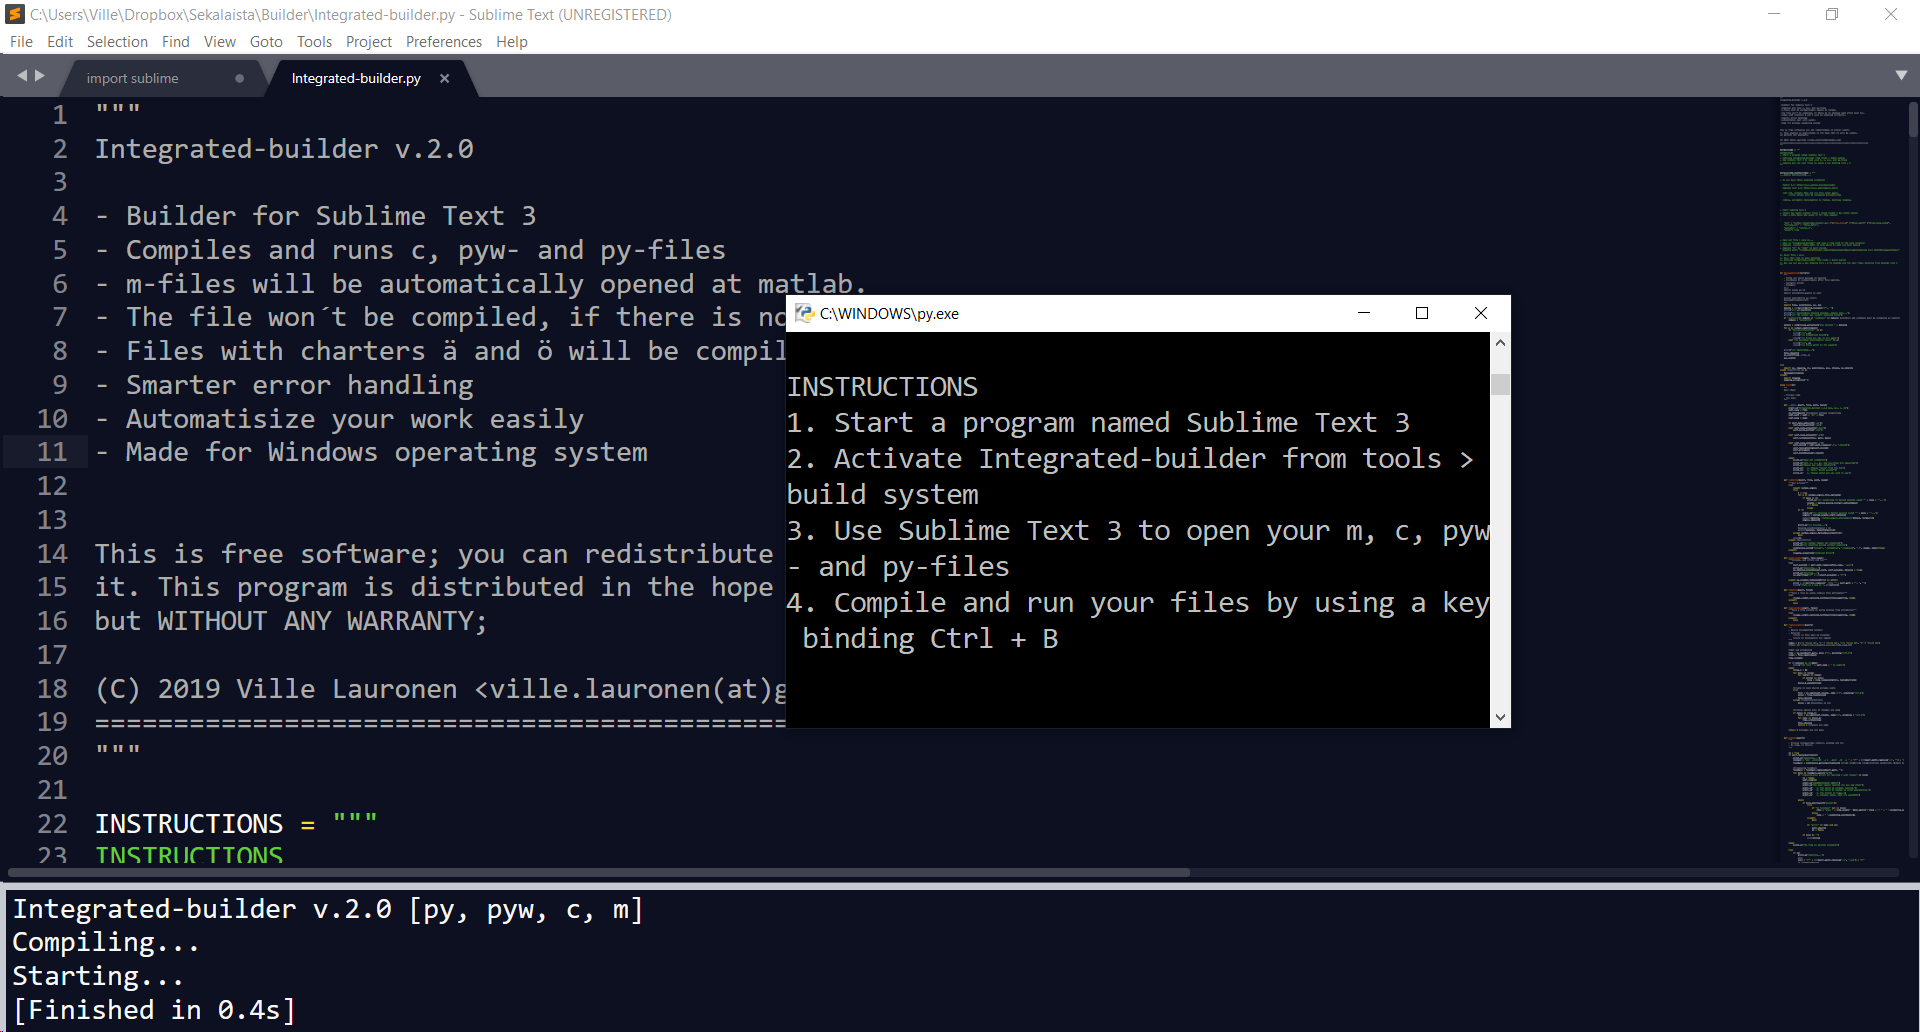 C:\Users\Ville\Dropbox\Sekalaista\Builder\Integrated-builder.py - Sublime Text (UNREGISTERED)
File Edit Selection Find View Goto Tools Project Preferences Help
import sublime Integrated-builder.py
1 """
2 Integrated-builder v.2.0
3
4 - Builder for Sublime Text 3
5 - Compiles and runs c, pyw- and py-files
6 - m-files will be automatically opened at matlab.
7 - The file won´t be compiled, if there is no
8 - Files with charters ä and ö will be compil
9 - Smarter error handling
10 - Automatisize your work easily
11 - Made for Windows operating system
12
13
14 This is free software; you can redistribute
15 it. This program is distributed in the hope
16 but WITHOUT ANY WARRANTY;
17
18 (C) 2019 Ville Lauronen <ville.lauronen(at)g
19 ============================================
20 """
21
22 INSTRUCTIONS = """
23 INSTRUCTIONS
C:\WINDOWS\py.exe
INSTRUCTIONS
1. Start a program named Sublime Text 3
2. Activate Integrated-builder from tools >
build system
3. Use Sublime Text 3 to open your m, c, pyw
- and py-files
4. Compile and run your files by using a key
binding Ctrl + B
Integrated-builder v.2.0 [py, pyw, c, m]
Compiling...
Starting...
[Finished in 0.4s]